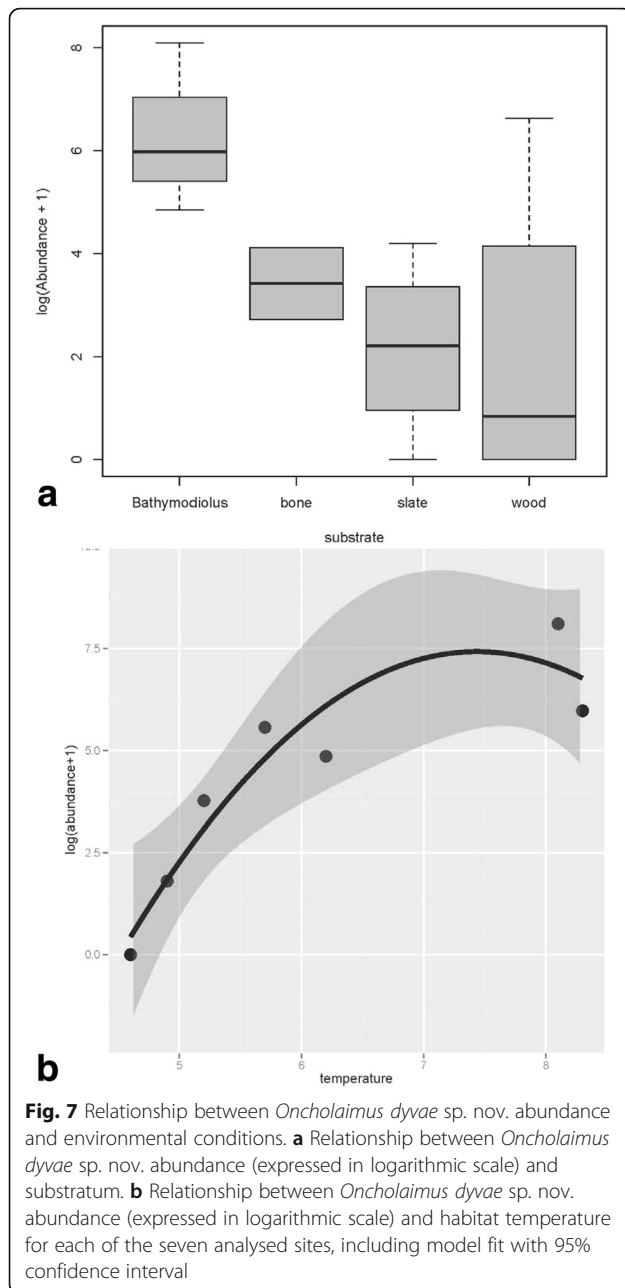 8
6
4
2
0
log(Abundance + 1)
a
Bathymodiolus bone slate wood
substrate
7.5
5.0
2.5
0.0
log(abundance+1)
b
5 6 7 8
temperature
Fig. 7 Relationship between Oncholaimus dyvae sp. nov. abundance
and environmental conditions. a Relationship between Oncholaimus
dyvae sp. nov. abundance (expressed in logarithmic scale) and
substratum. b Relationship between Oncholaimus dyvae sp. nov.
abundance (expressed in logarithmic scale) and habitat temperature
for each of the seven analysed sites, including model fit with 95%
confidence interval